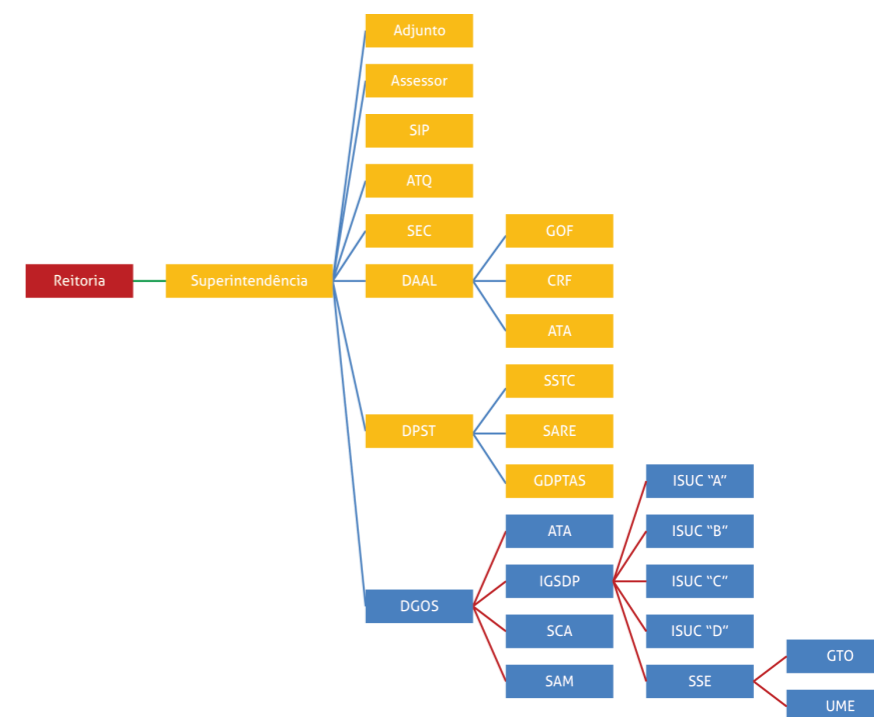 Adjunto
Assessor
SIP
ATQ
SEC
GOF
Reitoria
Superintendência
DAAL
CRF
ATA
SSTC
DPST
SARE
GDPTAS
ISUC “A”
ATA
ISUC “B”
IGSDP
ISUC “C”
DGOS
SCA
ISUC “D”
GTO
SAM
SSE
UME